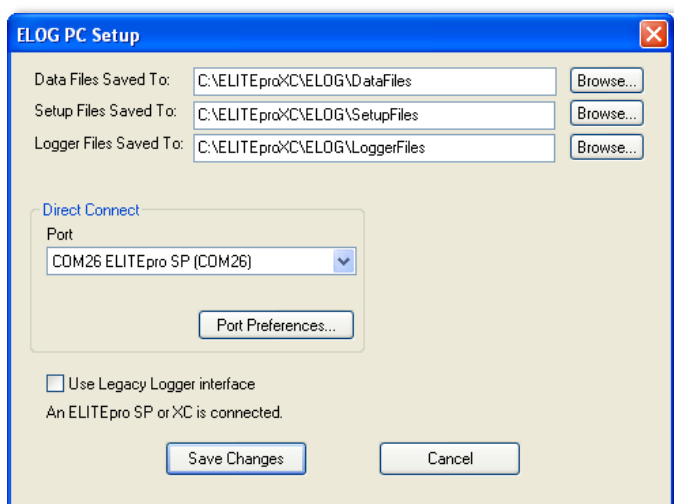 ELOG PC Setup
Data Files Saved To: C:\ELITEproXC\ELOG\DataFiles Browse...
Setup Files Saved To: C:\ELITEproXC\ELOG\SetupFiles Browse...
Logger Files Saved To: C:\ELITEproXC\ELOG\LoggerFiles Browse...
Direct Connect
Port
COM26 ELITEpro SP (COM26)
Port Preferences...
Use Legacy Logger interface
An ELITEpro SP or XC is connected.
Save Changes Cancel